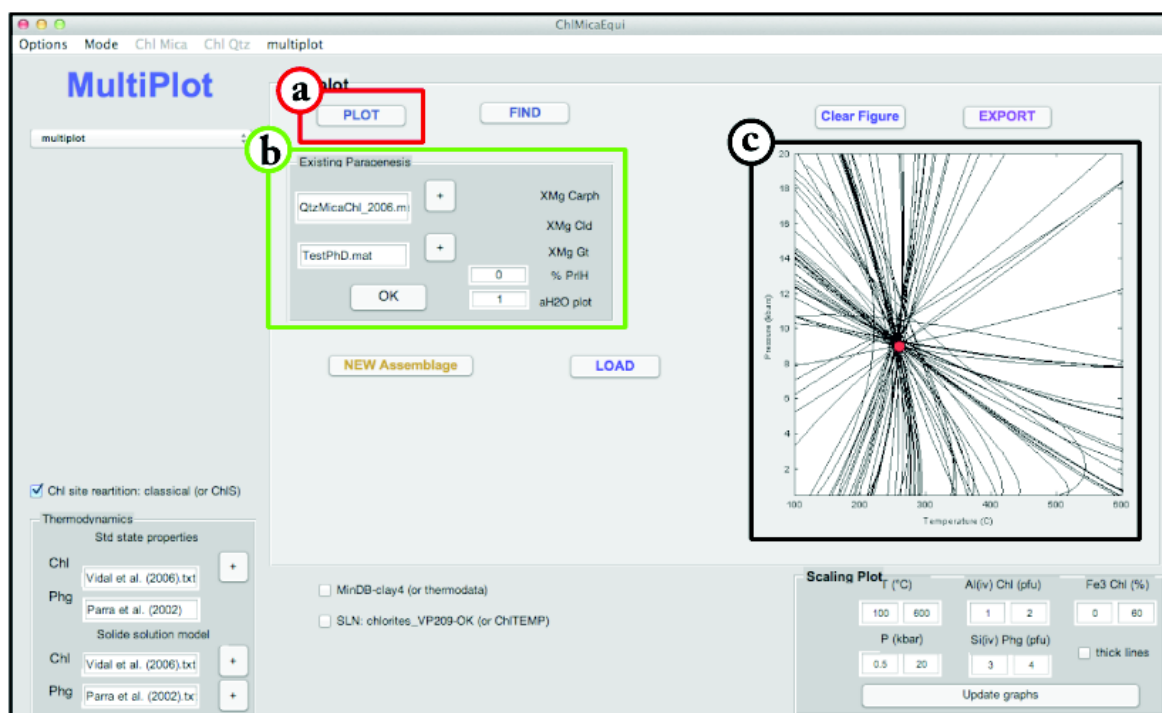 ChlMicaEqui
Options Mode Chl Mica Chl Qtz multiplot
MultiPlot
multiplot
a
PLOT
FIND
Clear Figure
EXPORT
b
Existing Paragenesis
QtzMicaChl_2006.m
+
XMg Carph
XMg Cld
TestPhD.mat
+
XMg Gt
0
% PrlH
OK
1
aH2O plot
NEW Assemblage
LOAD
c
20
18
16
14
12
10
8
6
4
2
Pressure (kbar)
100 200 300 400 500 600
Temperature (C)
Chl site reartition: classical (or ChlS)
Thermodynamics
Std state properties
Chl
Vidal et al. (2006).txt
+
Phg
Parra et al. (2002)
Solide solution model
Chl
Vidal et al. (2006).txt
+
Phg
Parra et al. (2002).tx
+
MinDB-clay4 (or thermodata)
SLN: chlorites_VP209-OK (or ChlTEMP)
Scaling Plot
T (°C) Al(iv) Chl (pfu) Fe3 Chl (%)
100 600 1 2 0 60
P (kbar) Si(iv) Phg (pfu)
0.5 20 3 4
thick lines
Update graphs